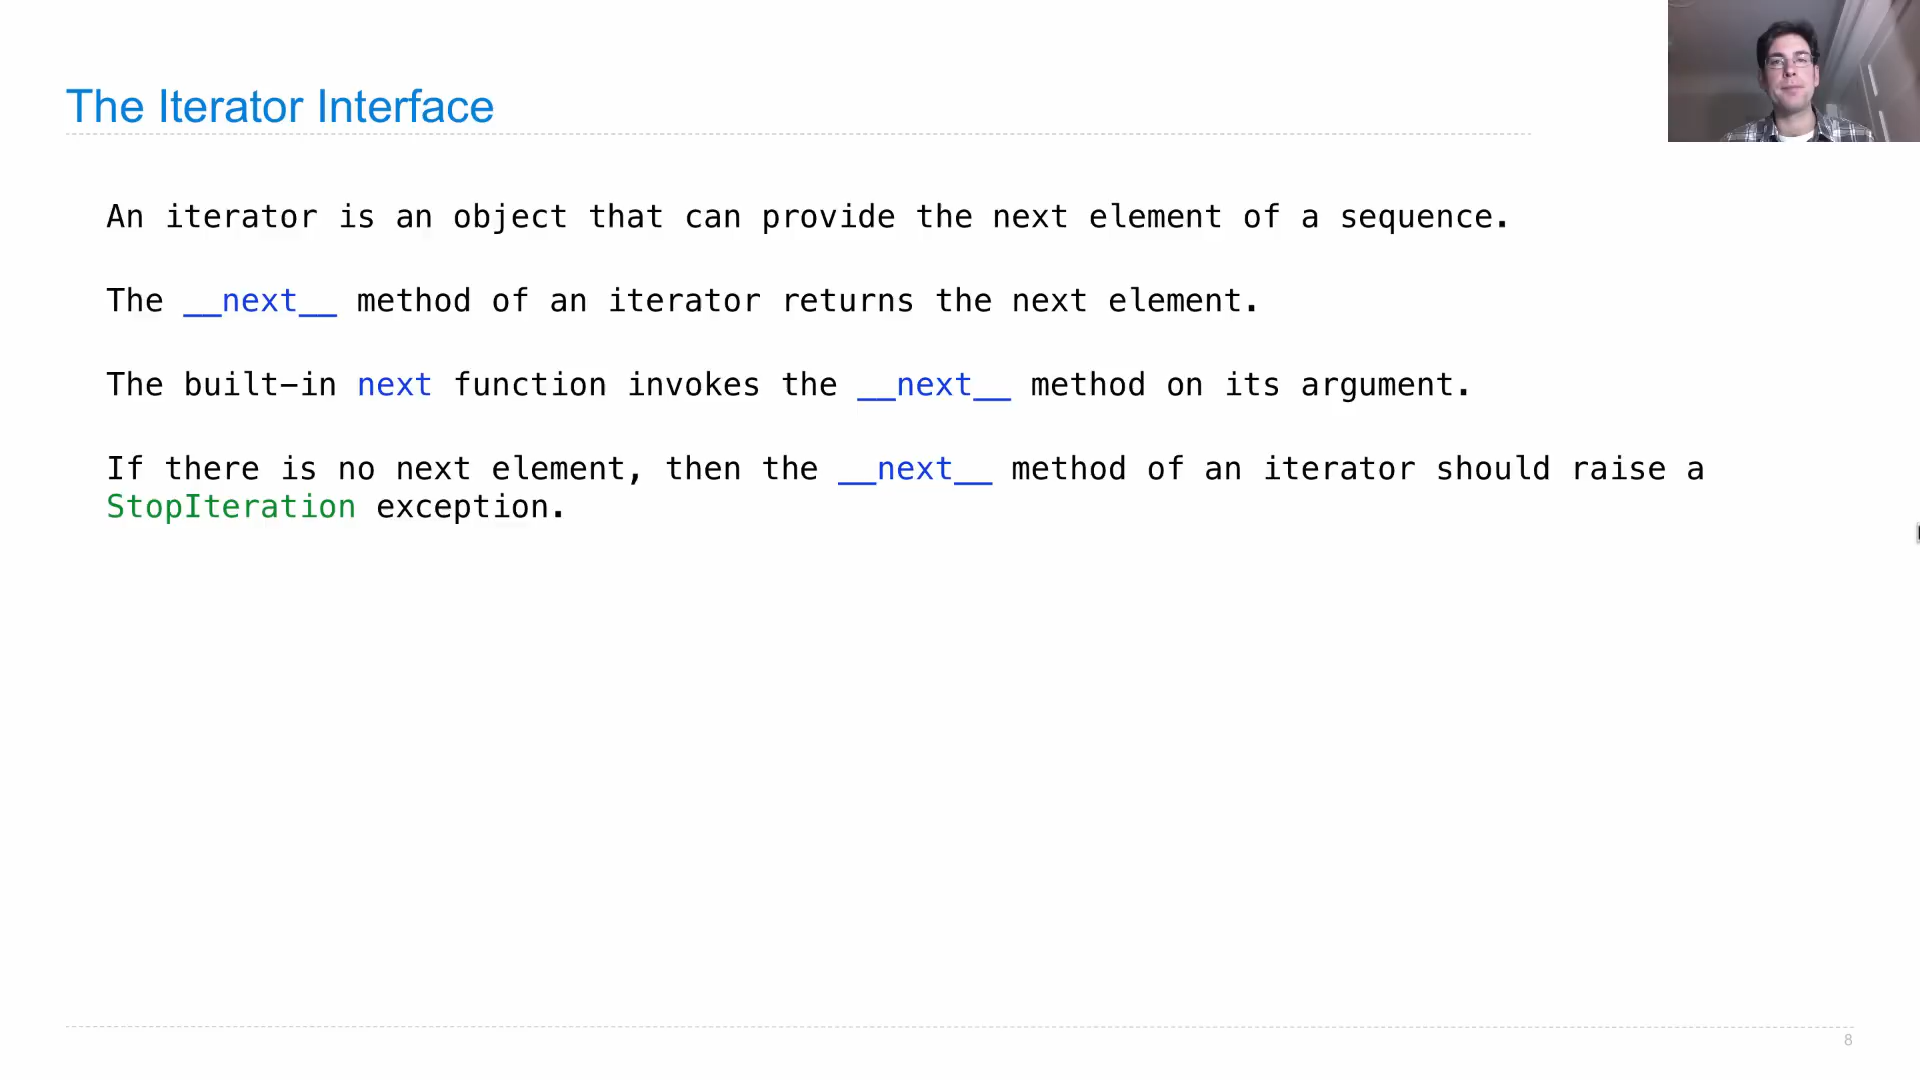 The Iterator Interface
An iterator is an object that can provide the next element of a sequence.
The __next__ method of an iterator returns the next element.
The built-in next function invokes the __next__ method on its argument.
If there is no next element, then the __next__ method of an iterator should raise a
StopIteration exception.
8